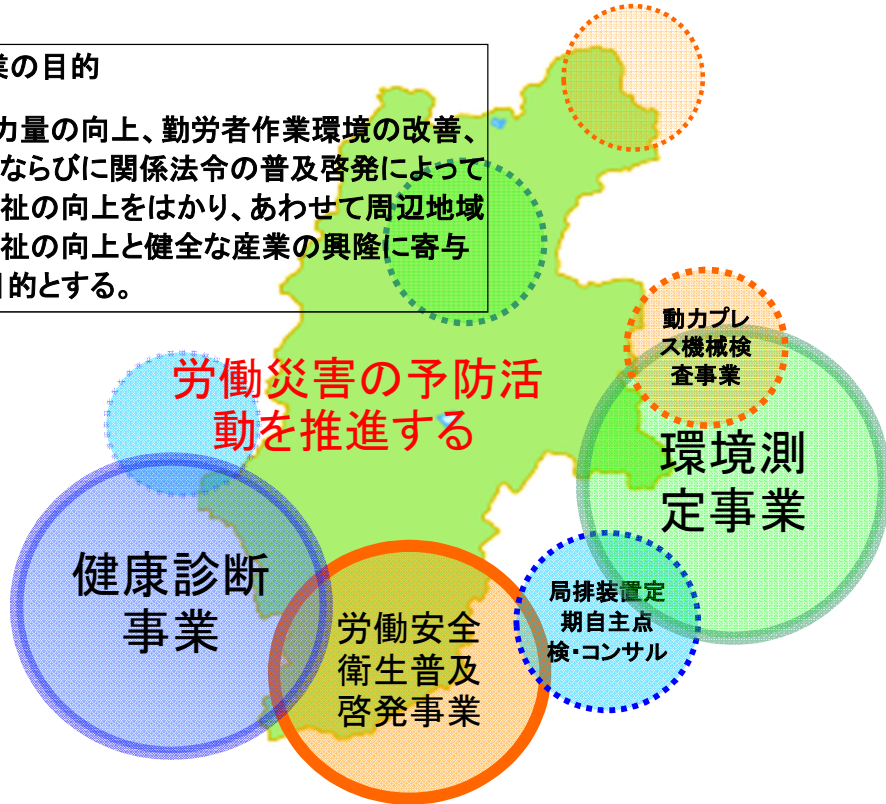 業の目的
力量の向上、勤労者作業環境の改善、
ならびに関係法令の普及啓発によって
祉の向上をはかり、あわせて周辺地域
祉の向上と健全な産業の興隆に寄与
目的とする。
動力プレ
ス機械検
査事業
労働災害の予防活
動を推進する
環境測
定事業
健康診断
事業
局排装置定
期自主点
検・コンサル
労働安全
衛生普及
啓発事業